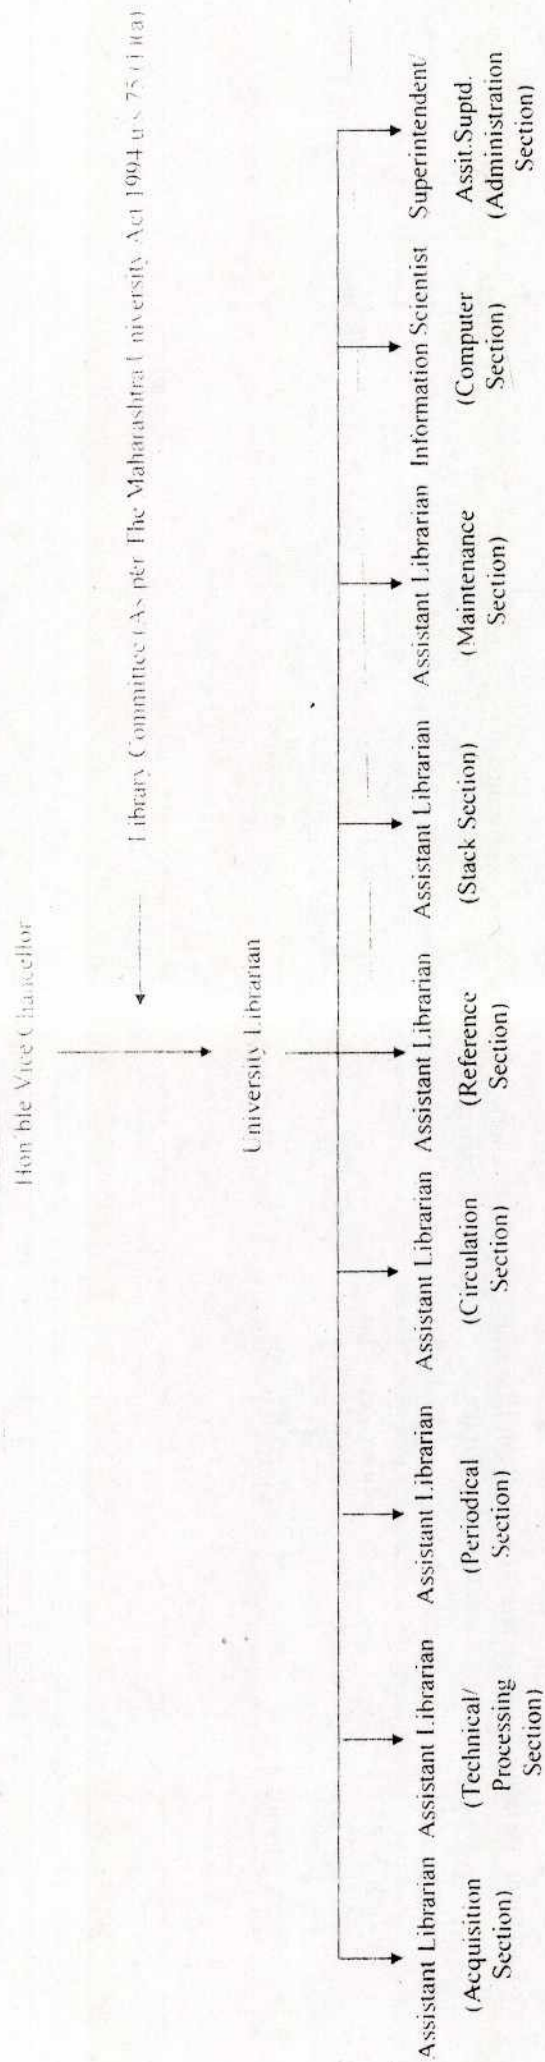 Hon'ble Vice Chancellor
Library Committee (As per The Maharashtra University Act 1994 u/s 75 (1)(a)
University Librarian
Assistant Librarian
(Acquisition
Section)
Assistant Librarian
(Technical/
Processing
Section)
Assistant Librarian
(Periodical
Section)
Assistant Librarian
(Circulation
Section)
Assistant Librarian
(Reference
Section)
Assistant Librarian
(Stack Section)
Assistant Librarian
(Maintenance
Section)
Information Scientist
(Computer
Section)
Superintendent/
Assit.Suptd.
(Administration
Section)